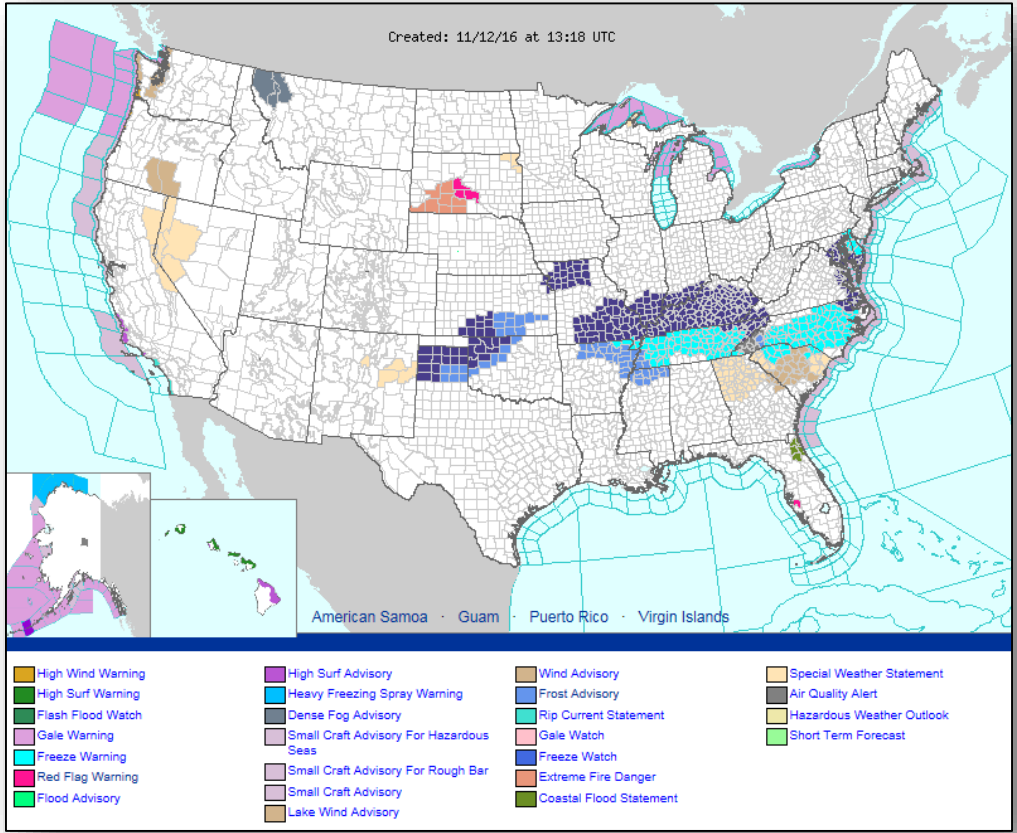 Created: 11/12/16 at 13:18 UTC
American Samoa · Guam · Puerto Rico · Virgin Islands
High Wind Warning
High Surf Warning
Flash Flood Watch
Gale Warning
Freeze Warning
Red Flag Warning
Flood Advisory
High Surf Advisory
Heavy Freezing Spray Warning
Dense Fog Advisory
Small Craft Advisory For Hazardous
Seas
Small Craft Advisory For Rough Bar
Small Craft Advisory
Lake Wind Advisory
Wind Advisory
Frost Advisory
Rip Current Statement
Gale Watch
Freeze Watch
Extreme Fire Danger
Coastal Flood Statement
Special Weather Statement
Air Quality Alert
Hazardous Weather Outlook
Short Term Forecast